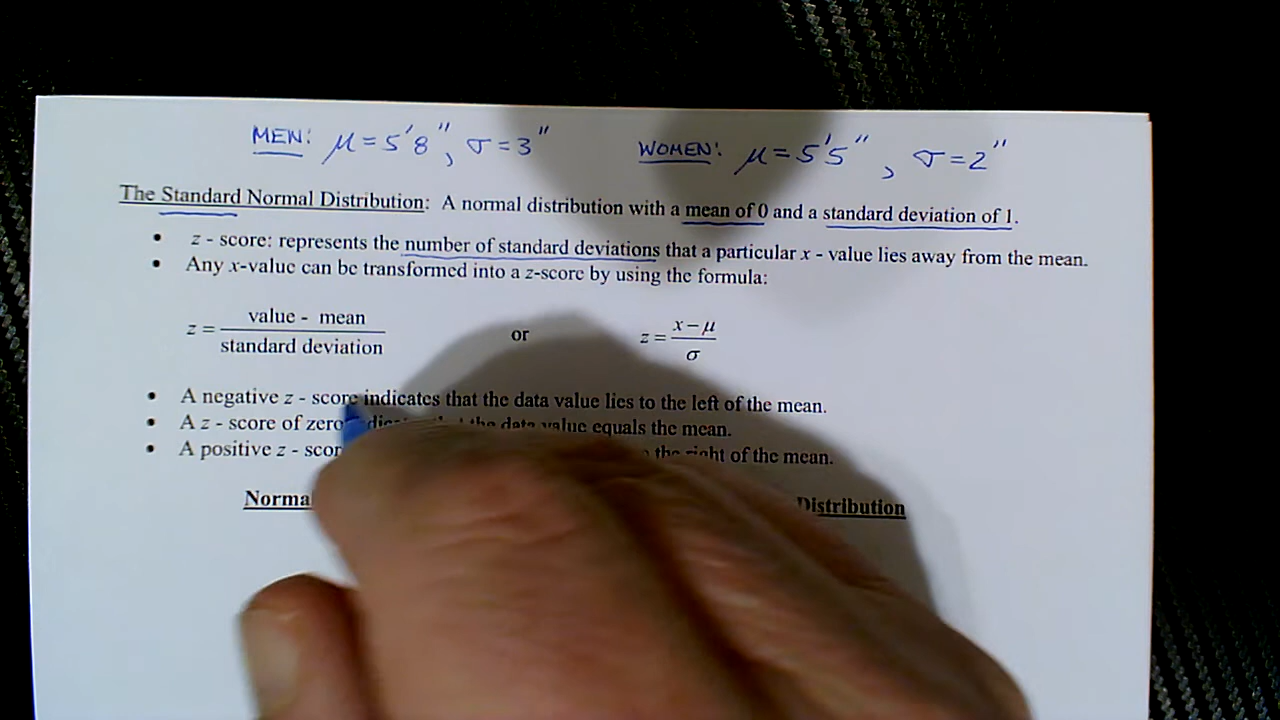 MEN: μ = 5'8", σ = 3" WOMEN: μ = 5'5", σ = 2"
The Standard Normal Distribution: A normal distribution with a mean of 0 and a standard deviation of 1.
• z - score: represents the number of standard deviations that a particular x - value lies away from the mean.
• Any x-value can be transformed into a z-score by using the formula:
z = value - mean / standard deviation or z = x − μ / σ
• A negative z - score indicates that the data value lies to the left of the mean.
• A z - score of zero the data value equals the mean.
• A positive z - scor the right of the mean.
Norma Distribution